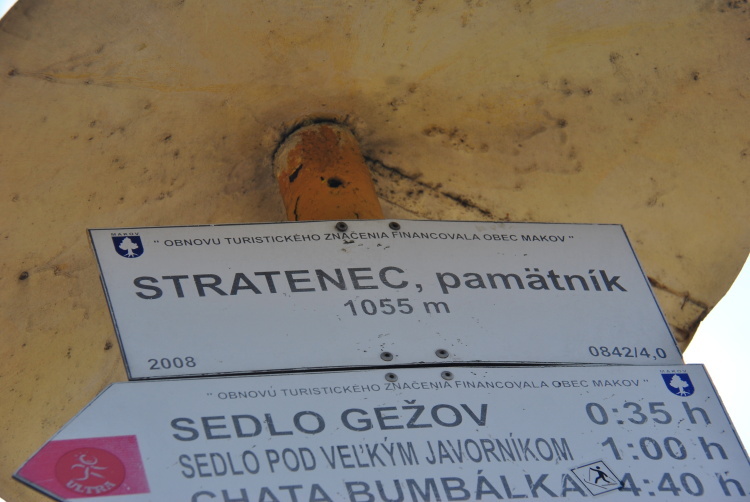 MAKOV
" OBNOVU TURISTICKÉHO ZNAČENIA FINANCOVALA OBEC MAKOV "
STRATENEC, pamätník
1055 m
2008 0842/4,0
" OBNOVU TURISTICKÉHO ZNAČENIA FINANCOVALA OBEC MAKOV "
MAKOV
SEDLO GEŽOV 0:35 h
SEDLO POD VEĽKÝM JAVORNÍKOM 1:00 h
CHATA BUMBÁLKA 4:40 h
ULTRA